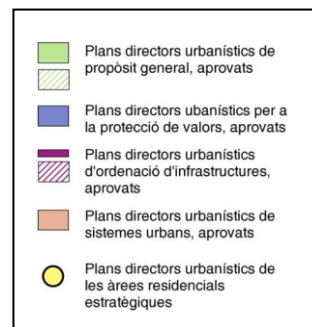 Plans directors urbanístics de
propòsit general, aprovats
Plans directors ubanístics per a
la protecció de valors, aprovats
Plans directors urbanístics
d'ordenació d'infrastructures,
aprovats
Plans directors urbanístics de
sistemes urbans, aprovats
Plans directors urbanístics de
les àrees residencials
estratègiques